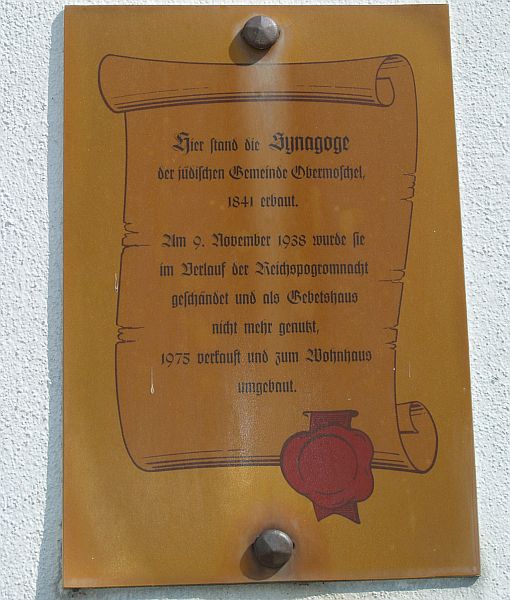 Hier stand die Synagoge
der jüdischen Gemeinde Obermoschel,
1841 erbaut.
Am 9. November 1938 wurde sie
im Verlauf der Reichspogromnacht
geschändet und als Gebetshaus
nicht mehr genutzt,
1975 verkauft und zum Wohnhaus
umgebaut.